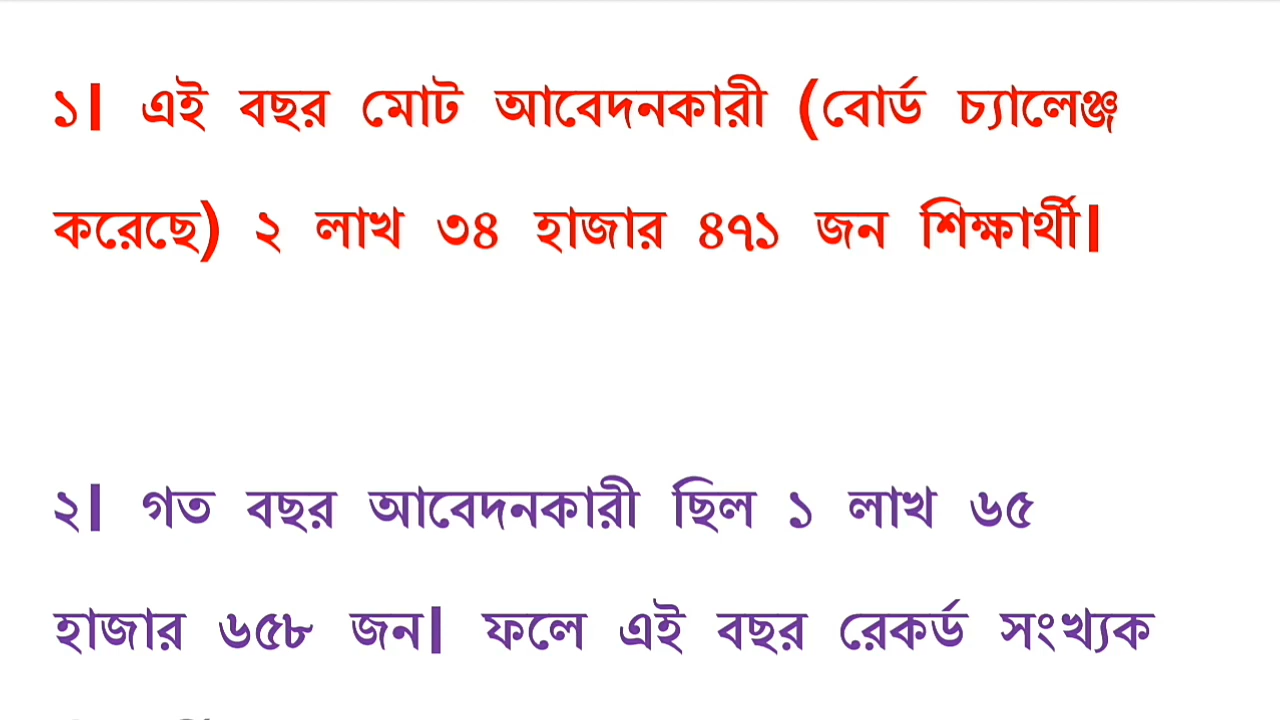 ১। এই বছর মোট আবেদনকারী (বোর্ড চ্যালেঞ্জ
করেছে) ২ লাখ ৩৪ হাজার ৪৭১ জন শিক্ষার্থী।
২। গত বছর আবেদনকারী ছিল ১ লাখ ৬৫
হাজার ৬৫৮ জন। ফলে এই বছর রেকর্ড সংখ্যক